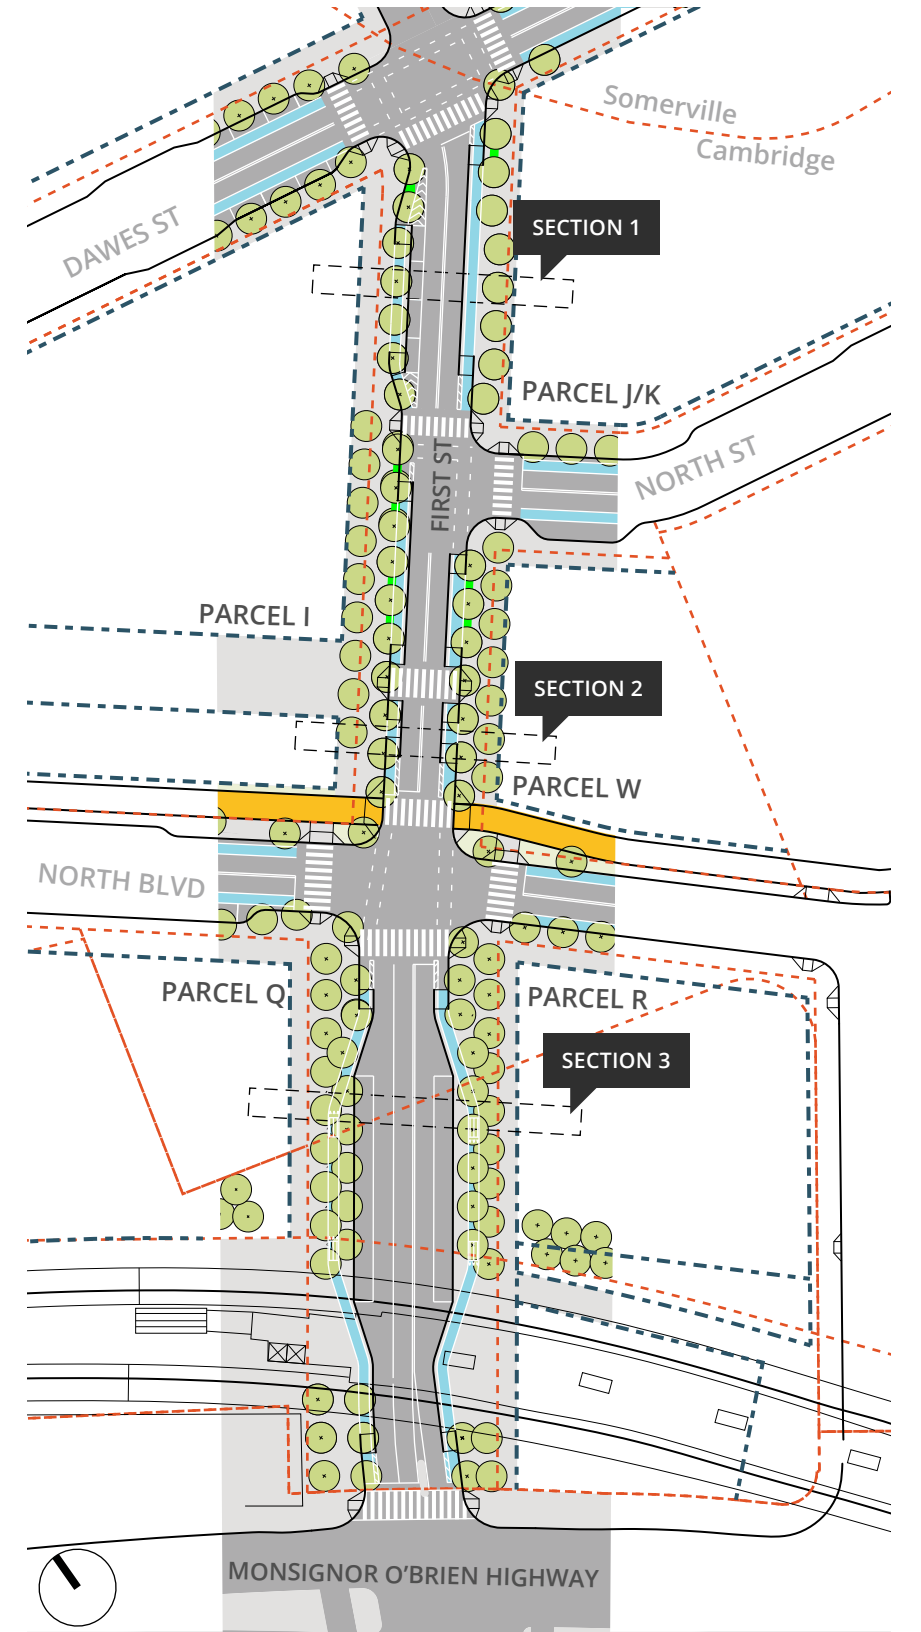 Somerville
Cambridge
DAWES ST
SECTION 1
PARCEL J/K
NORTH ST
FIRST ST
PARCEL I
SECTION 2
PARCEL W
NORTH BLVD
PARCEL Q
PARCEL R
SECTION 3
MONSIGNOR O’BRIEN HIGHWAY